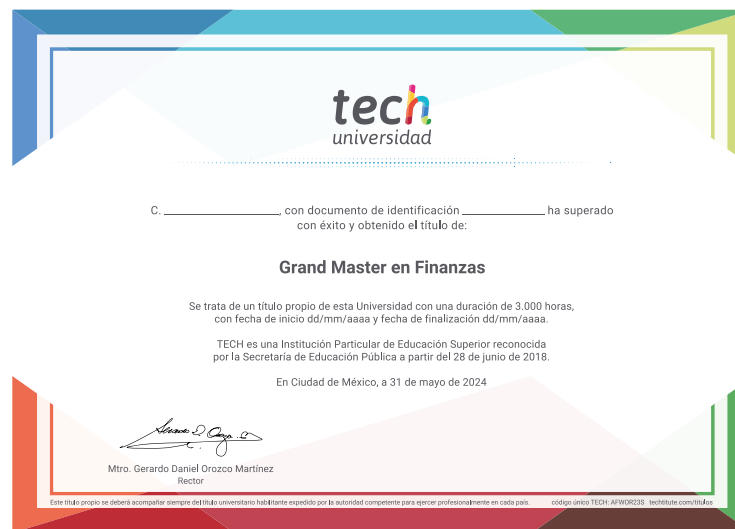 tech
universidad
C. ____________________, con documento de identificación ______________ ha superado
con éxito y obtenido el título de:
Grand Master en Finanzas
Se trata de un título propio de esta Universidad con una duración de 3.000 horas,
con fecha de inicio dd/mm/aaaa y fecha de finalización dd/mm/aaaa.
TECH es una Institución Particular de Educación Superior reconocida
por la Secretaría de Educación Pública a partir del 28 de junio de 2018.
En Ciudad de México, a 31 de mayo de 2024
Mtro. Gerardo Daniel Orozco Martínez
Rector
Este título propio se deberá acompañar siempre del título universitario habilitante expedido por la autoridad competente para ejercer profesionalmente en cada país. código único TECH: AFWOR23S techtitute.com/titulos